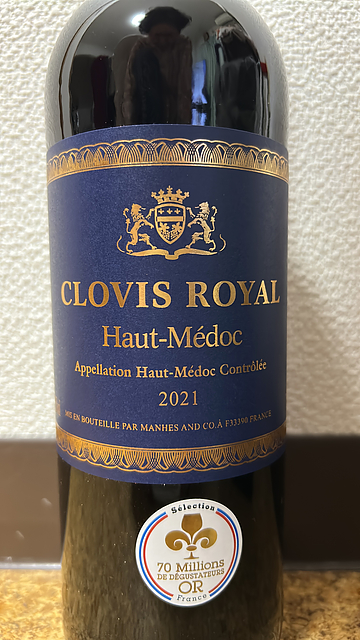 CLOVIS ROYAL
Haut-Médoc
Appellation Haut-Médoc Contrôlée
2021
MIS EN BOUTEILLE PAR MANHES AND CO. À F33390 FRANCE
Sélection
70 Millions
DE DÉGUSTATEURS
OR
France